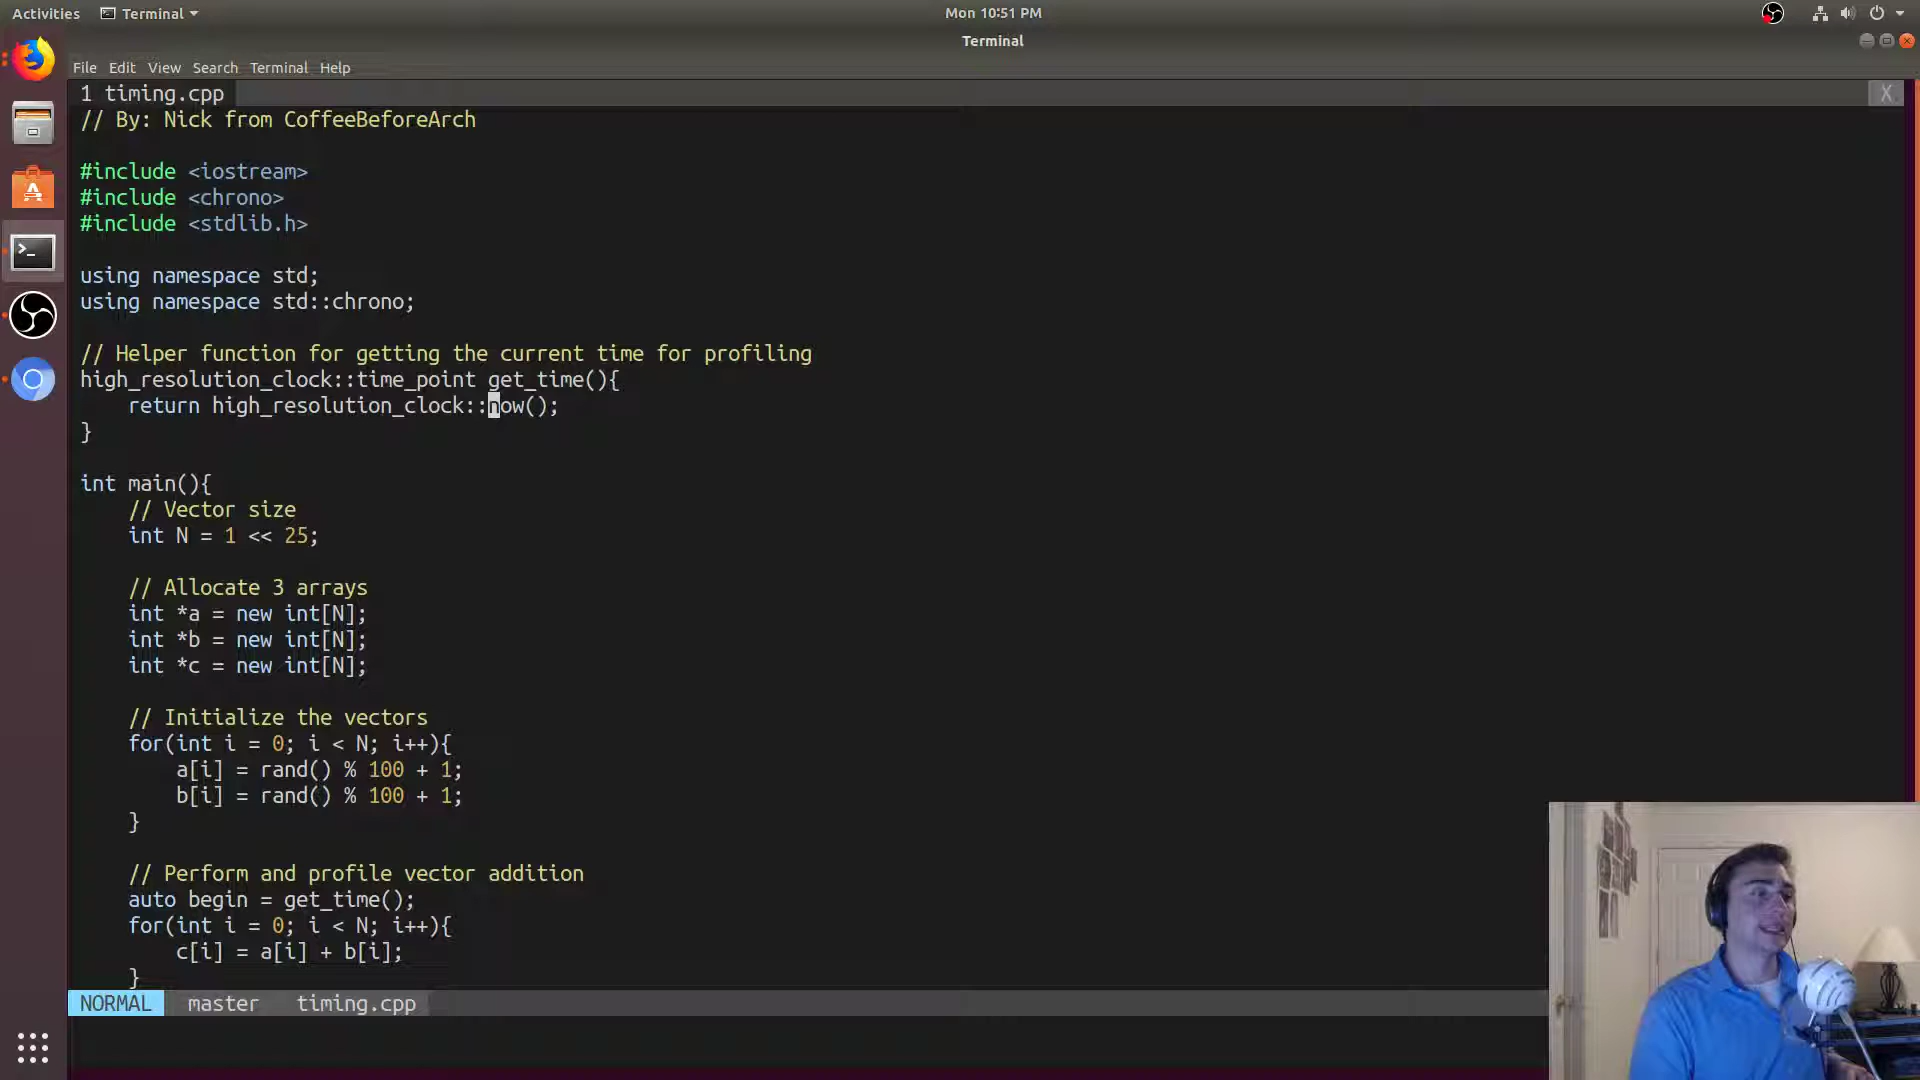 Activities
Terminal
Mon 10:51 PM
Terminal
File Edit View Search Terminal Help
1 timing.cpp
X
// By: Nick from CoffeeBeforeArch
#include <iostream>
#include <chrono>
#include <stdlib.h>
using namespace std;
using namespace std::chrono;
// Helper function for getting the current time for profiling
high_resolution_clock::time_point get_time(){
return high_resolution_clock::now();
}
int main(){
// Vector size
int N = 1 << 25;
// Allocate 3 arrays
int *a = new int[N];
int *b = new int[N];
int *c = new int[N];
// Initialize the vectors
for(int i = 0; i < N; i++){
a[i] = rand() % 100 + 1;
b[i] = rand() % 100 + 1;
}
// Perform and profile vector addition
auto begin = get_time();
for(int i = 0; i < N; i++){
c[i] = a[i] + b[i];
}
NORMAL master timing.cpp